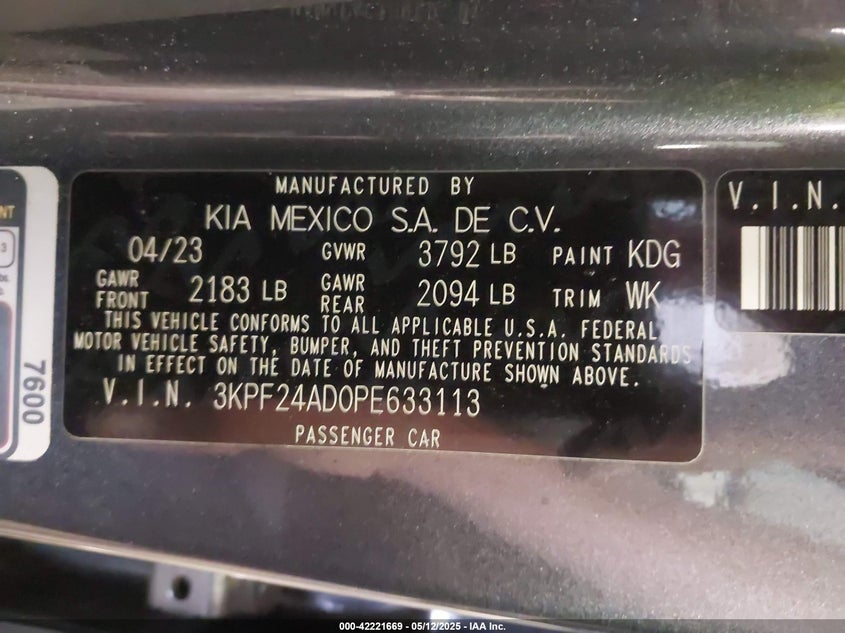 MANUFACTURED BY
KIA MEXICO S.A. DE C.V.
04/23 GVWR 3792 LB PAINT KDG
GAWR FRONT 2183 LB GAWR REAR 2094 LB TRIM WK
THIS VEHICLE CONFORMS TO ALL APPLICABLE U.S.A. FEDERAL
MOTOR VEHICLE SAFETY, BUMPER, AND THEFT PREVENTION STANDARDS
IN EFFECT ON THE DATE OF MANUFACTURE SHOWN ABOVE.
V.I.N. 3KPF24AD0PE633113
PASSENGER CAR
7600
V.I.N.
000-42221669 - 05/12/2025 - IAA Inc.